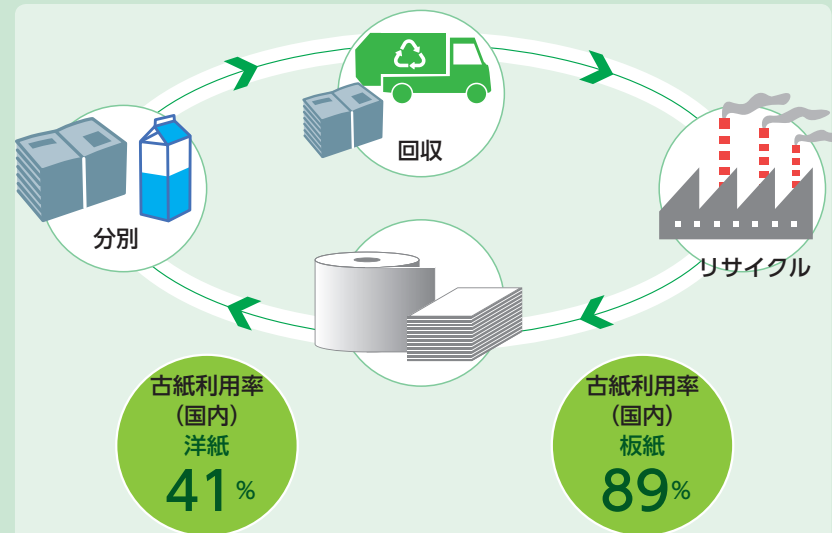 回収
分別
リサイクル
古紙利用率
（国内）
洋紙
41%
古紙利用率
（国内）
板紙
89%